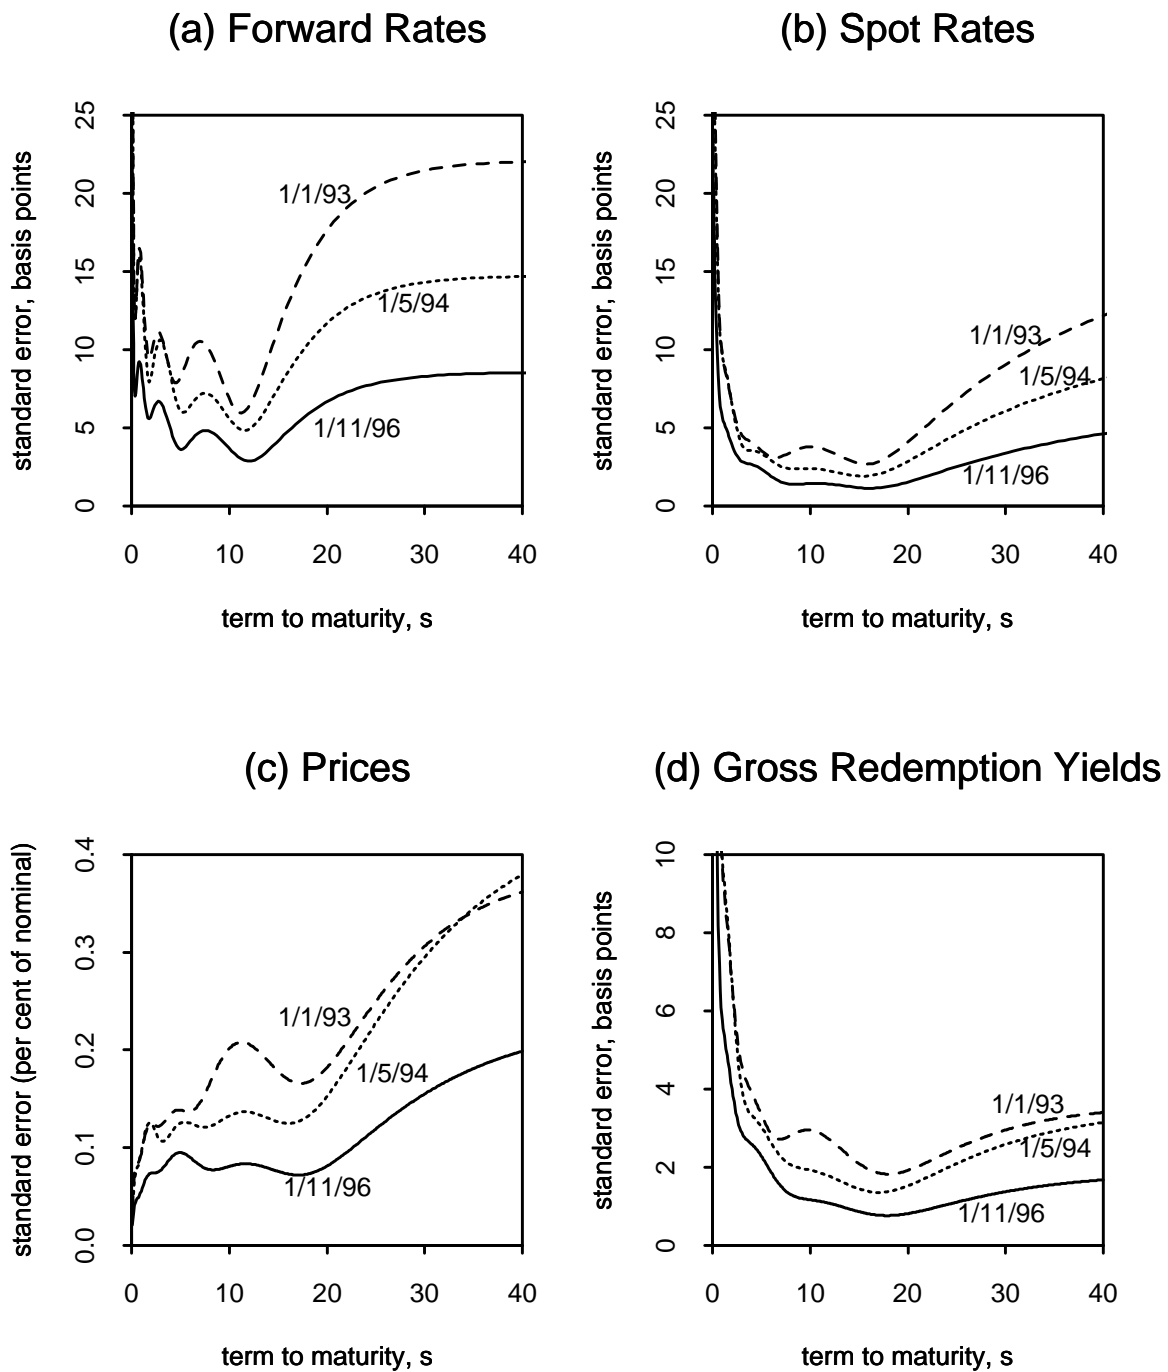 (a) Forward Rates
standard error, basis points
0 5 10 15 20 25
1/1/93
1/5/94
1/11/96
0 10 20 30 40
term to maturity, s
(b) Spot Rates
standard error, basis points
0 5 10 15 20 25
1/1/93
1/5/94
1/11/96
0 10 20 30 40
term to maturity, s
(c) Prices
standard error (per cent of nominal)
0.0 0.1 0.2 0.3 0.4
1/1/93
1/5/94
1/11/96
0 10 20 30 40
term to maturity, s
(d) Gross Redemption Yields
standard error, basis points
0 2 4 6 8 10
1/1/93
1/5/94
1/11/96
0 10 20 30 40
term to maturity, s